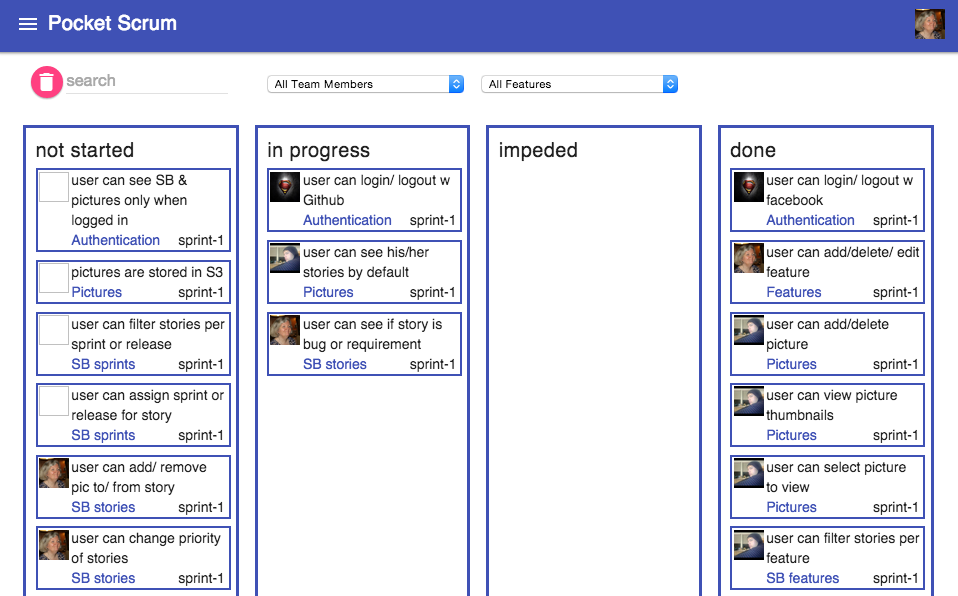 Pocket Scrum
search
All Team Members
All Features
not started
user can see SB &
pictures only when
logged in
Authentication sprint-1
pictures are stored in S3
Pictures sprint-1
user can filter stories per
sprint or release
SB sprints sprint-1
user can assign sprint or
release for story
SB sprints sprint-1
user can add/ remove
pic to/ from story
SB stories sprint-1
user can change priority
of stories
SB stories sprint-1
in progress
user can login/ logout w
Github
Authentication sprint-1
user can see his/her
stories by default
Pictures sprint-1
user can see if story is
bug or requirement
SB stories sprint-1
impeded
done
user can login/ logout w
facebook
Authentication sprint-1
user can add/delete/ edit
feature
Features sprint-1
user can add/delete
picture
Pictures sprint-1
user can view picture
thumbnails
Pictures sprint-1
user can select picture
to view
Pictures sprint-1
user can filter stories per
feature
SB features sprint-1